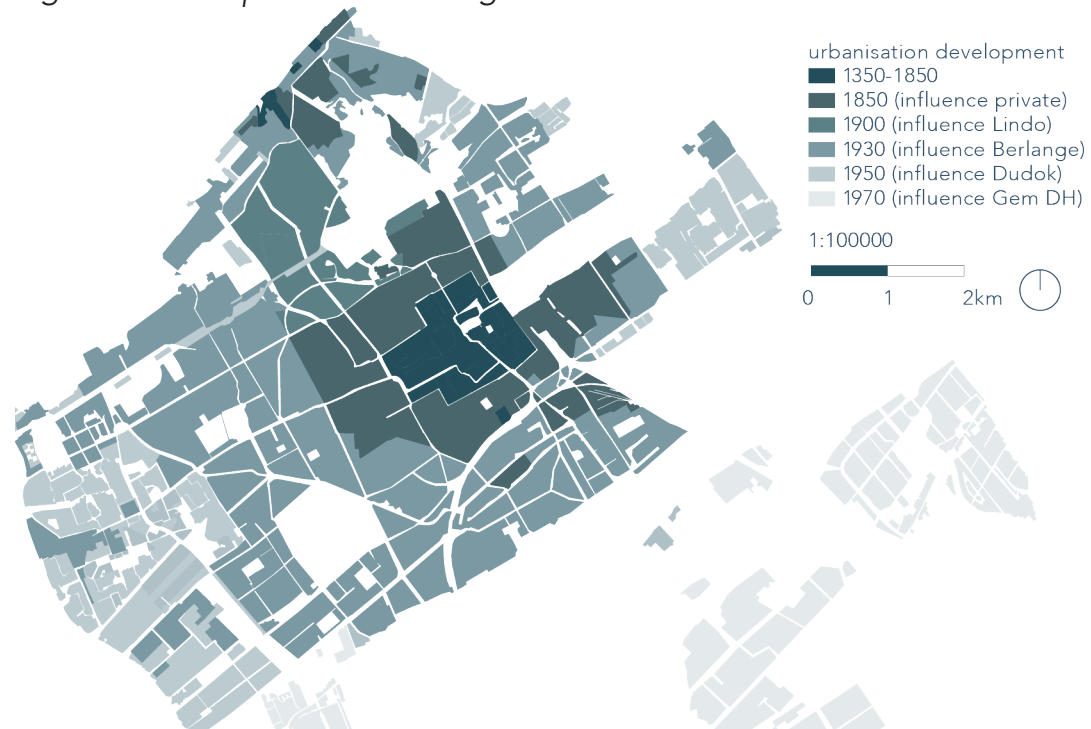 urbanisation development
1350-1850
1850 (influence private)
1900 (influence Lindo)
1930 (influence Berlange)
1950 (influence Dudok)
1970 (influence Gem DH)
1:100000
0 1 2km